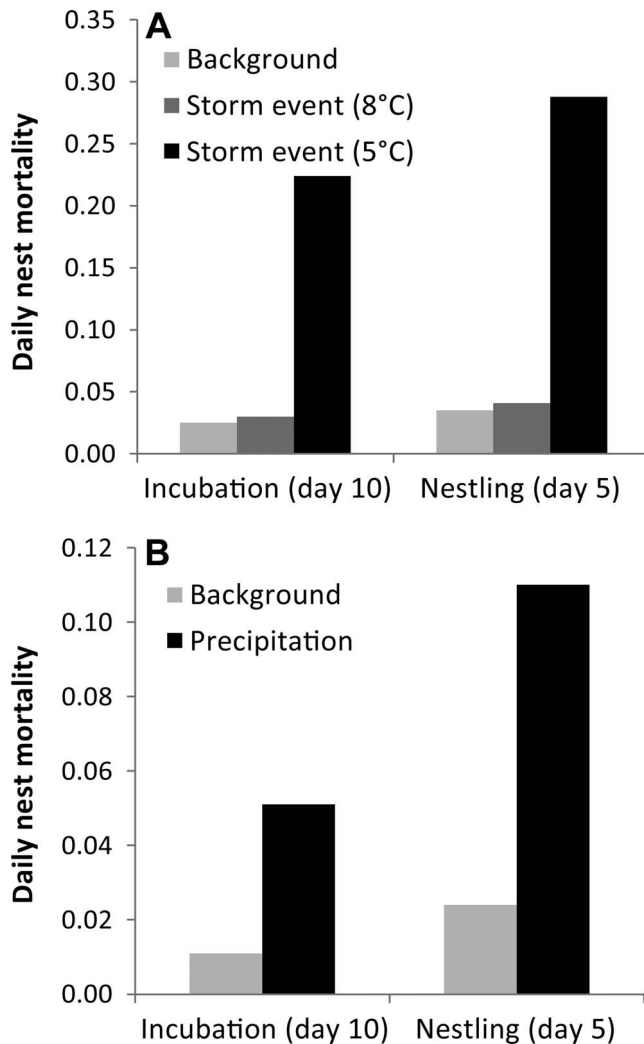 A
Background
Storm event (8°C)
Storm event (5°C)
Daily nest mortality
0.35
0.30
0.25
0.20
0.15
0.10
0.05
0.00
Incubation (day 10) Nestling (day 5)
B
Background
Precipitation
Daily nest mortality
0.12
0.10
0.08
0.06
0.04
0.02
0.00
Incubation (day 10) Nestling (day 5)